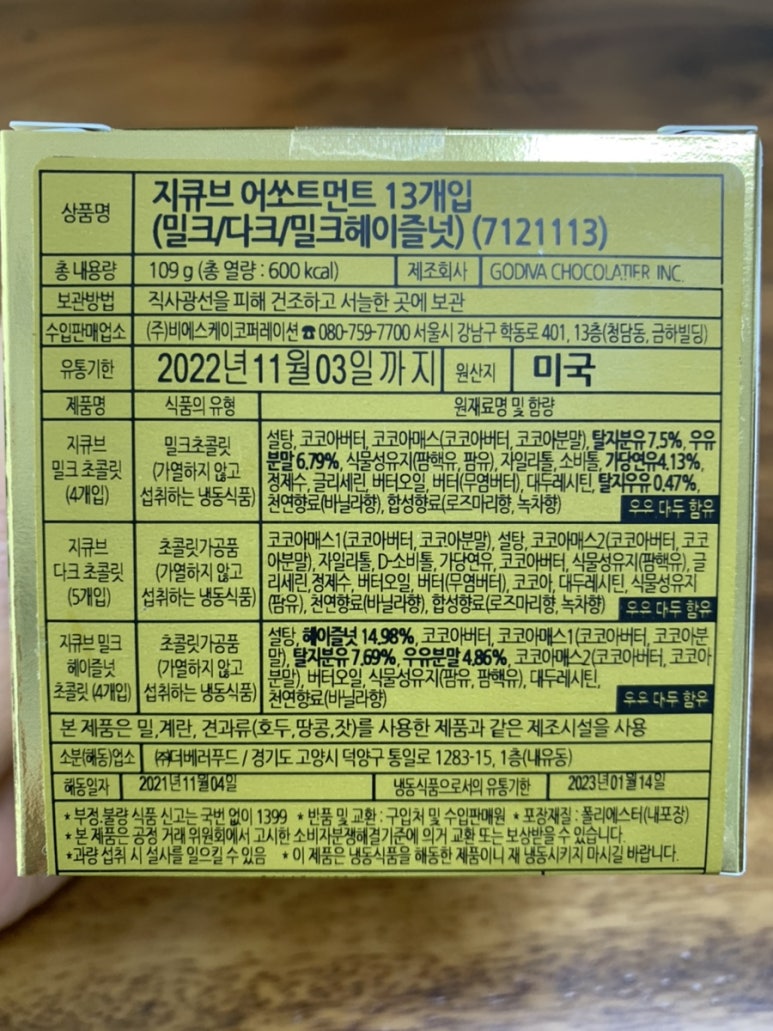 상품명
지큐브 어쏘트먼트 13개입
(밀크/다크/밀크헤이즐넛) (7121113)
총 내용량 109 g (총 열량 : 600 kcal) 제조회사 GODIVA CHOCOLATIER INC.
보관방법 직사광선을 피해 건조하고 서늘한 곳에 보관
수입판매업소 (주)비에스케이코퍼레이션 ☎ 080-759-7700 서울시 강남구 학동로 401, 13층(청담동, 금하빌딩)
유통기한 2022년 11월 03일 까지 원산지 미국
제품명 식품의 유형 원재료명 및 함량
지큐브
밀크 초콜릿
(4개입)
밀크초콜릿
(가열하지 않고
섭취하는 냉동식품)
설탕, 코코아버터, 코코아매스(코코아버터, 코코아분말), 탈지분유 7.5%, 우유
분말 6.79%, 식물성유지(팜핵유, 팜유), 자일리톨, 소비톨, 가당연유4.13%,
정제수, 글리세린, 버터오일, 버터(무염버터), 대두레시틴, 탈지우유 0.47%,
천연향료(바닐라향), 합성향료(로즈마리향, 녹차향)
우유 대두 함유
지큐브
다크 초콜릿
(5개입)
초콜릿가공품
(가열하지 않고
섭취하는 냉동식품)
코코아매스1(코코아버터, 코코아분말), 설탕, 코코아매스2(코코아버터, 코코
아분말), 자일리톨, D-소비톨, 가당연유, 코코아버터, 식물성유지(팜핵유), 글
리세린, 정제수, 버터오일, 버터(무염버터), 코코아, 대두레시틴, 식물성유지
(팜유), 천연향료(바닐라향), 합성향료(로즈마리향, 녹차향)
우유 대두 함유
지큐브 밀크
헤이즐넛
초콜릿 (4개입)
초콜릿가공품
(가열하지 않고
섭취하는 냉동식품)
설탕, 헤이즐넛 14.98%, 코코아버터, 코코아매스1(코코아버터, 코코아분
말), 탈지분유 7.69%, 우유분말 4.86%, 코코아매스2(코코아버터, 코코아
분말), 버터오일, 식물성유지(팜유, 팜핵유), 대두레시틴,
천연향료(바닐라향)
우유 대두 함유
본 제품은 밀,계란, 견과류(호두,땅콩,잣)를 사용한 제품과 같은 제조시설을 사용
소분(해동)업소 ㈜더베러푸드 / 경기도 고양시 덕양구 통일로 1283-15, 1층(내유동)
해동일자 2021년 11월 04일 냉동식품으로서의 유통기한 2023년 01월 14일
* 부정.불량 식품 신고는 국번 없이 1399 * 반품 및 교환 : 구입처 및 수입판매원 * 포장재질 : 폴리에스터(내포장)
* 본 제품은 공정 거래 위원회에서 고시한 소비자분쟁해결기준에 의거 교환 또는 보상받을 수 있습니다.
*과량 섭취 시 설사를 일으킬 수 있음 * 이 제품은 냉동식품을 해동한 제품이니 재 냉동시키지 마시길 바랍니다.